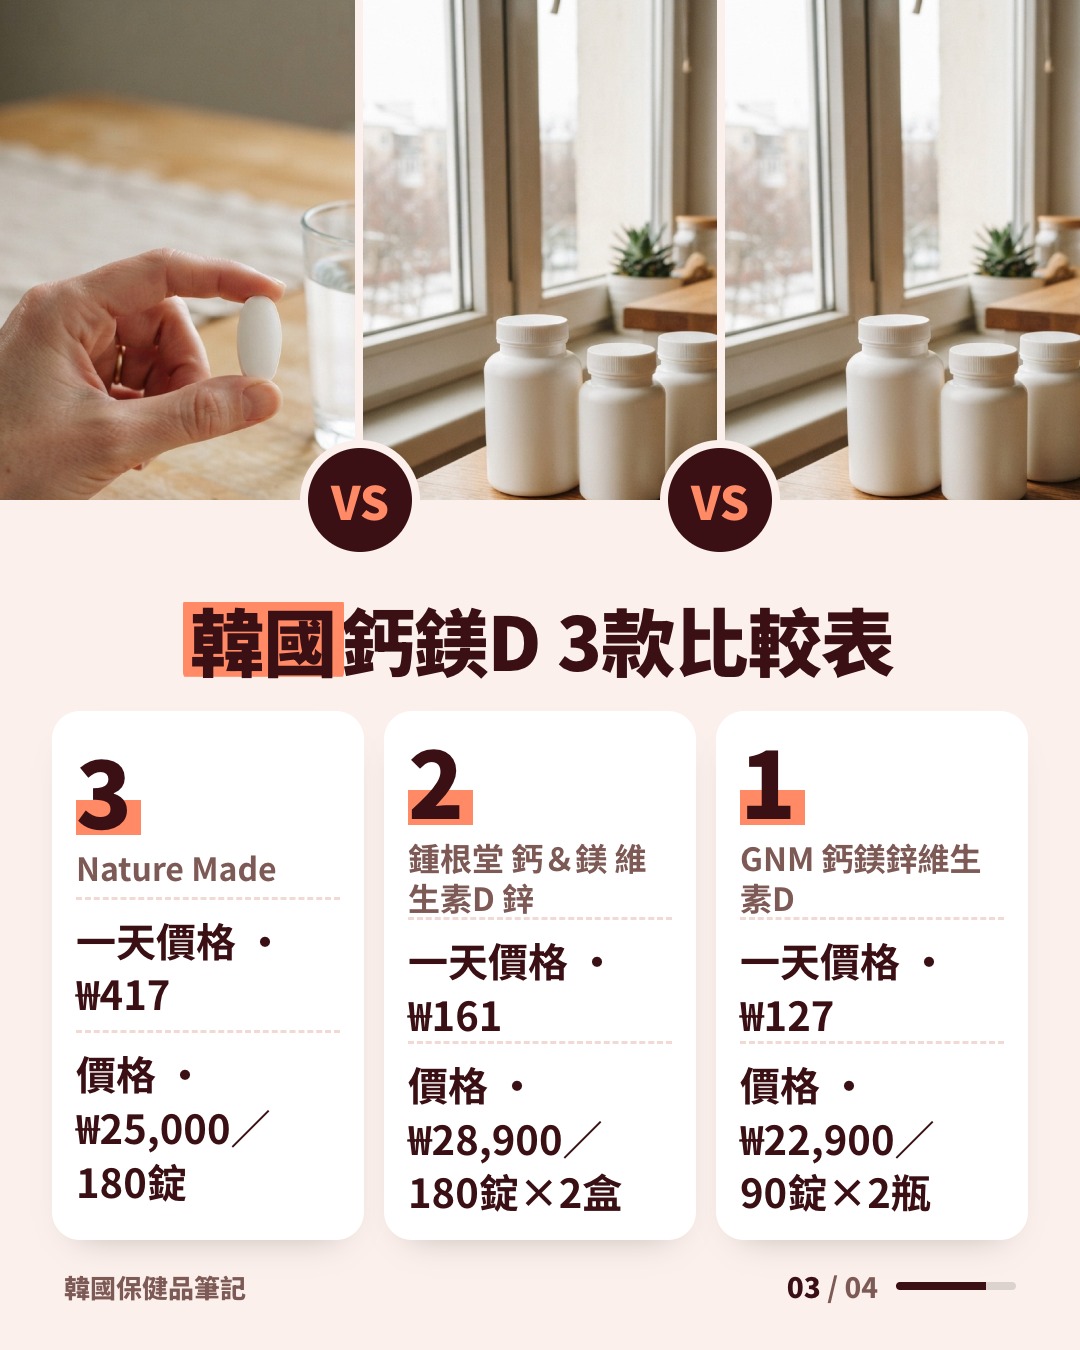 VS
VS
韓國鈣鎂D 3款比較表
3
Nature Made
一天價格 ・
₩417
價格 ・
₩25,000／
180錠
2
鍾根堂 鈣＆鎂 維
生素D 鋅
一天價格 ・
₩161
價格 ・
₩28,900／
180錠×2盒
1
GNM 鈣鎂鋅維生
素D
一天價格 ・
₩127
價格 ・
₩22,900／
90錠×2瓶
韓國保健品筆記
03 / 04